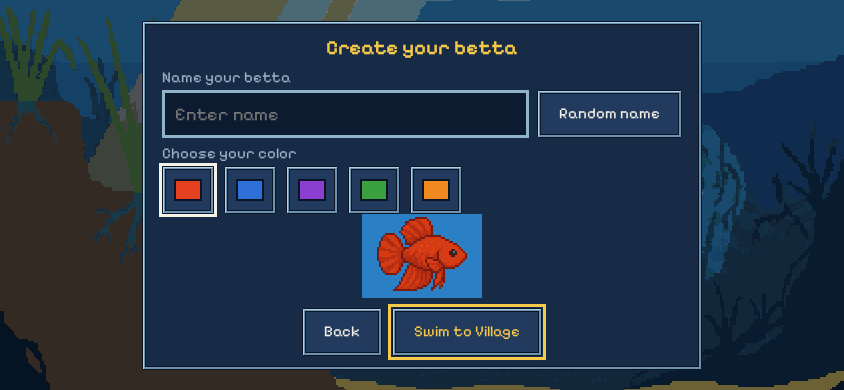 Create your betta
Name your betta
Enter name
Random name
Choose your color
Back
Swim to Village